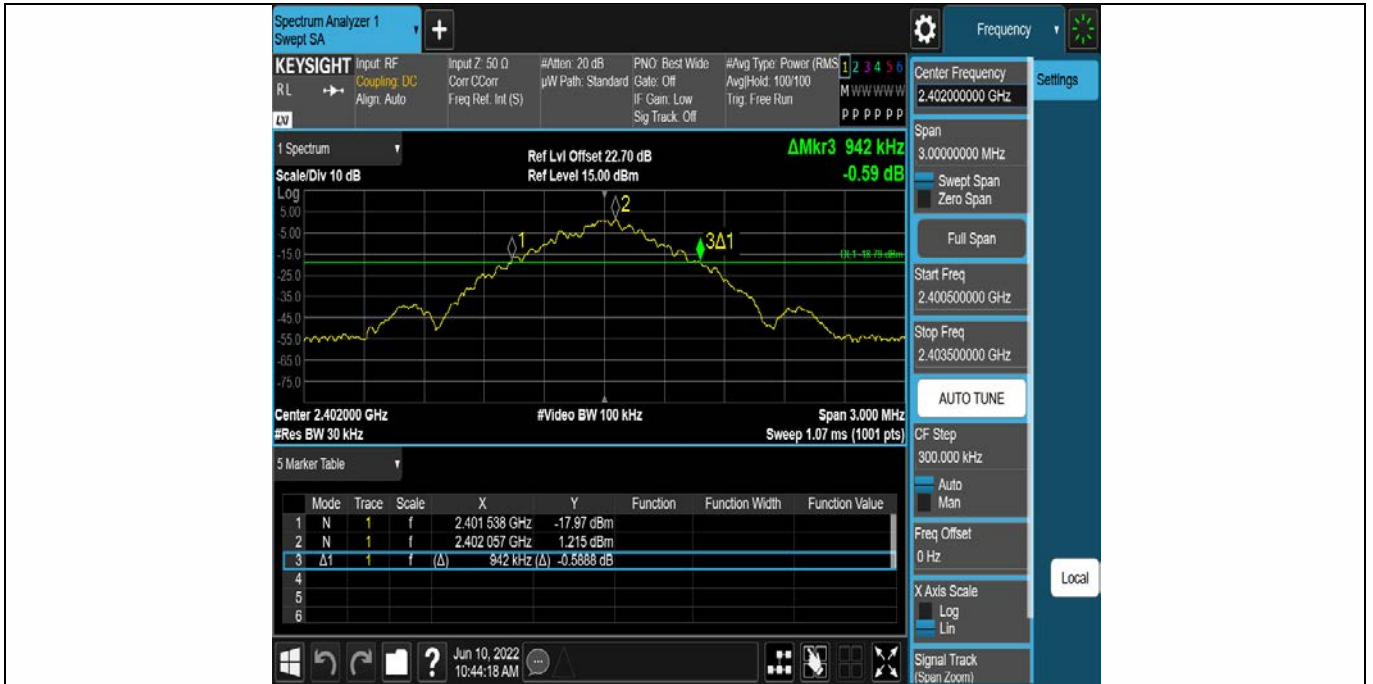 Spectrum Analyzer 1
Swept SA
+
Frequency
KEYSIGHT
RL
LXI
Input: RF
Coupling: DC
Align: Auto
Input Z: 50 Ω
Corr CCorr
Freq Ref: Int (S)
#Atten: 20 dB
µW Path: Standard
PNO: Best Wide
Gate: Off
IF Gain: Low
Sig Track: Off
#Avg Type: Power (RMS
Avg|Hold: 100/100
Trig: Free Run
1 2 3 4 5 6
M W W W W W
P P P P P P
1 Spectrum
Scale/Div 10 dB
Ref Lvl Offset 22.70 dB
Ref Level 15.00 dBm
ΔMkr3 942 kHz
-0.59 dB
Log
5.00
-5.00
-15.0
-25.0
-35.0
-45.0
-55.0
-65.0
-75.0
1
2
3Δ1
DL1 -18.79 dBm
Center 2.402000 GHz
#Video BW 100 kHz
Span 3.000 MHz
#Res BW 30 kHz
Sweep 1.07 ms (1001 pts)
5 Marker Table
Mode Trace Scale X Y Function Function Width Function Value
1 N 1 f 2.401 538 GHz -17.97 dBm
2 N 1 f 2.402 057 GHz 1.215 dBm
3 Δ1 1 f (Δ) 942 kHz (Δ) -0.5888 dB
4
5
6
?
Jun 10, 2022
10:44:18 AM
Center Frequency
2.402000000 GHz
Span
3.00000000 MHz
Swept Span
Zero Span
Full Span
Start Freq
2.400500000 GHz
Stop Freq
2.403500000 GHz
AUTO TUNE
CF Step
300.000 kHz
Auto
Man
Freq Offset
0 Hz
X Axis Scale
Log
Lin
Signal Track
(Span Zoom)
Settings
Local